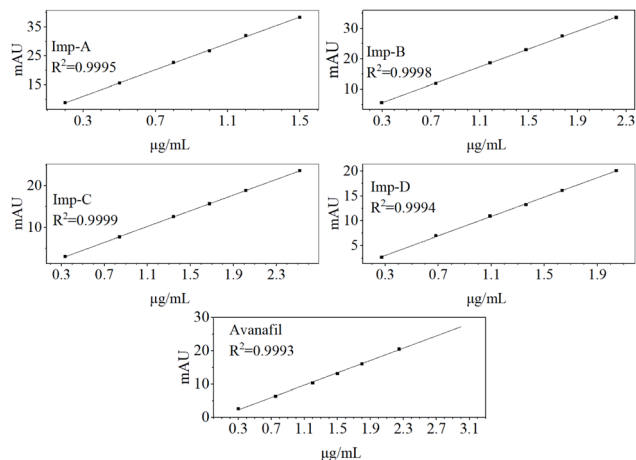 Imp-A
R²=0.9995
mAU
35
25
15
0.3 0.7 1.1 1.5
μg/mL
Imp-B
R²=0.9998
mAU
30
20
10
0.3 0.7 1.1 1.5 1.9 2.3
μg/mL
Imp-C
R²=0.9999
mAU
20
10
0.3 0.7 1.1 1.5 1.9 2.3
μg/mL
Imp-D
R²=0.9994
mAU
20
15
10
5
0.3 0.7 1.1 1.5 1.9
μg/mL
Avanafil
R²=0.9993
mAU
30
20
10
0
0.3 0.7 1.1 1.5 1.9 2.3 2.7 3.1
μg/mL